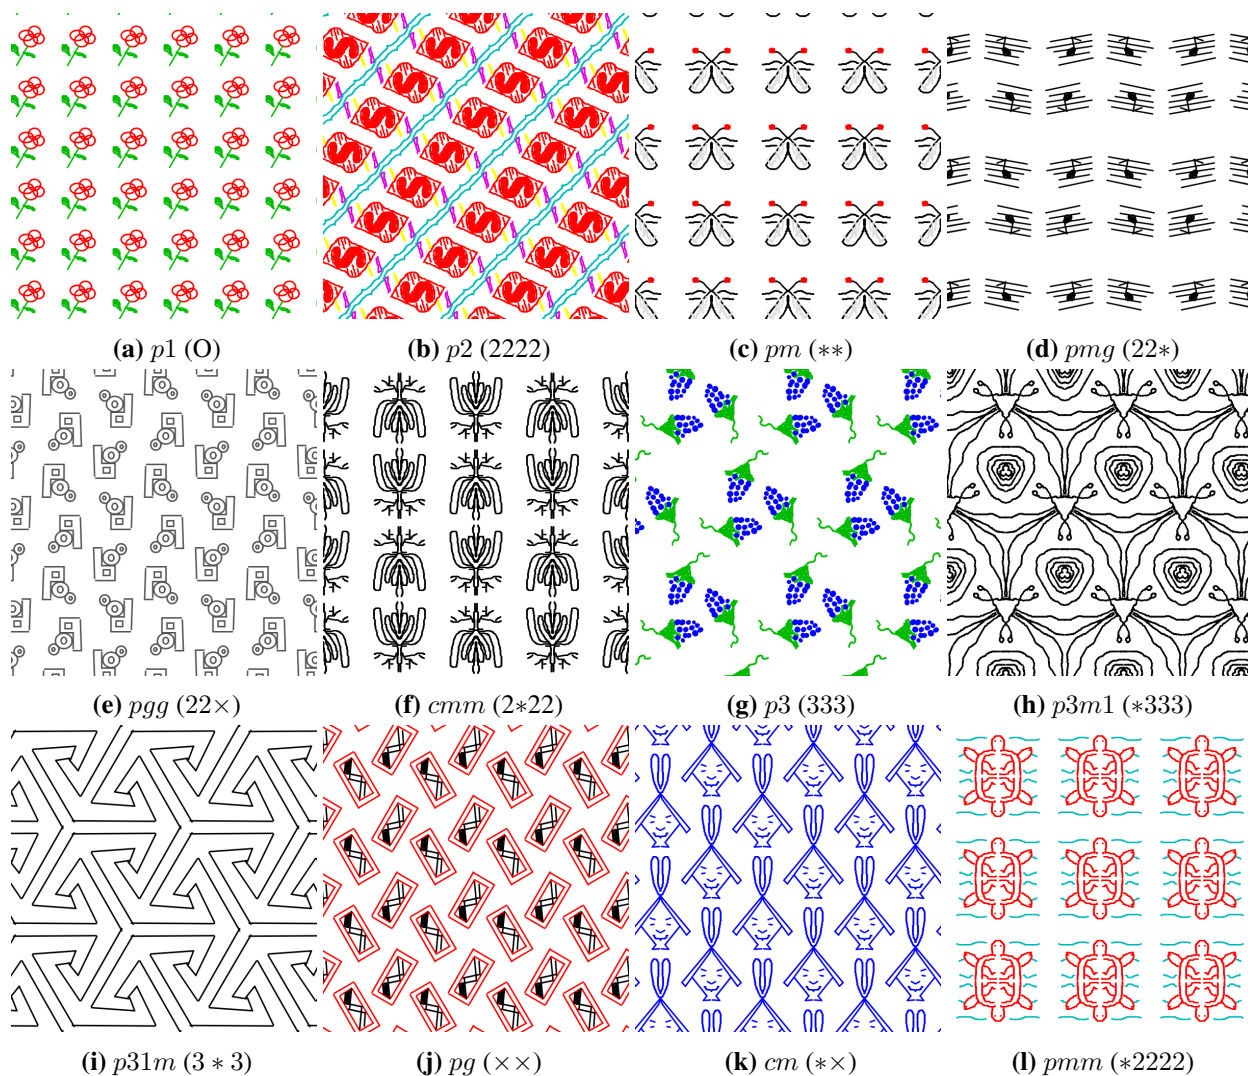 (a) p1 (O)
(b) p2 (2222)
(c) pm (∗∗)
(d) pmg (22∗)
(e) pgg (22×)
(f) cmm (2∗22)
(g) p3 (333)
(h) p3m1 (∗333)
(i) p31m (3 ∗ 3)
(j) pg (××)
(k) cm (∗×)
(l) pmm (∗2222)